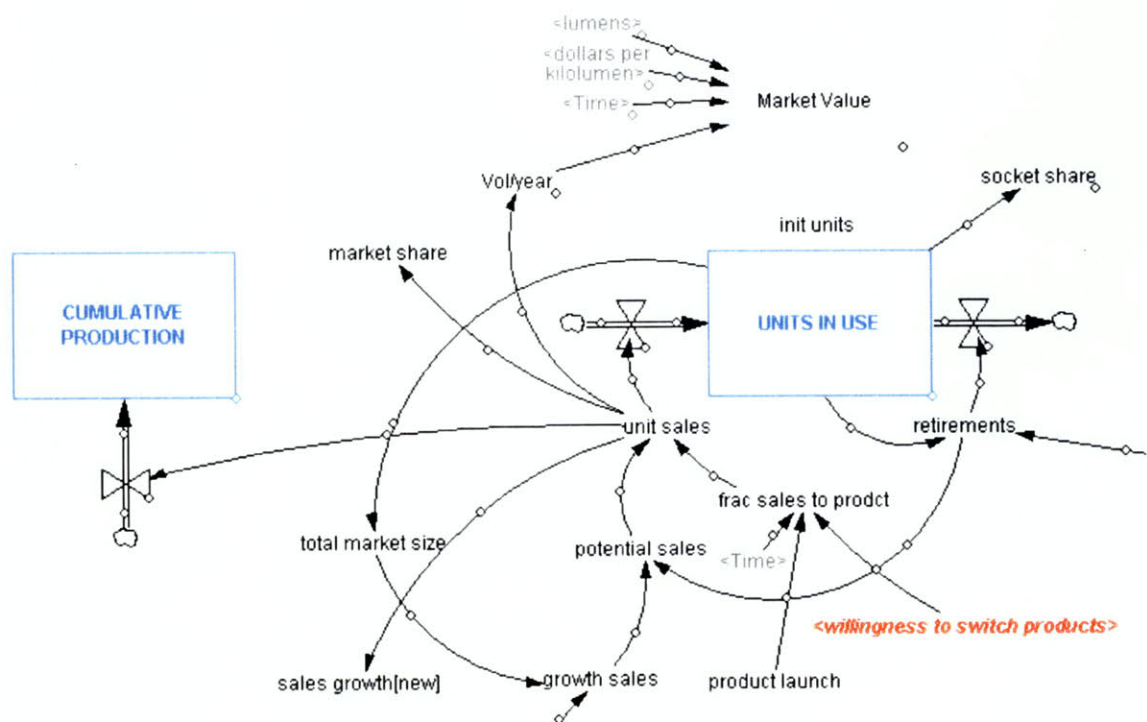 <lumens>
<dollars per
kilolumen>
<Time>
Market Value
Vol/year
socket share
init units
market share
CUMULATIVE
PRODUCTION
UNITS IN USE
unit sales
retirements
frac sales to prodct
total market size
potential sales
<Time>
<willingness to switch products>
sales growth[new]
growth sales
product launch